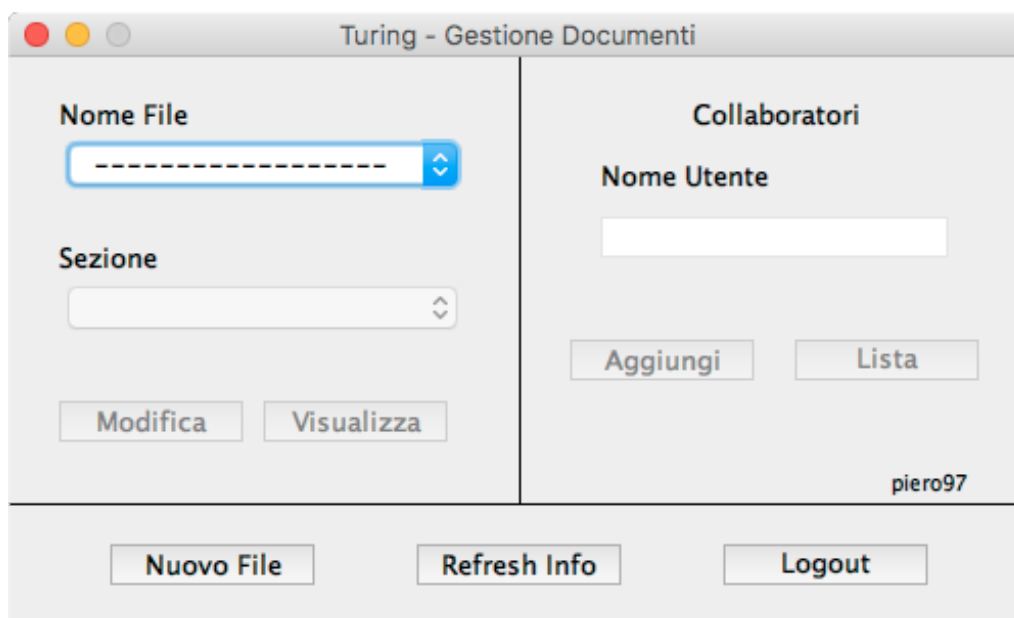 Turing - Gestione Documenti
Nome File
------------------
Sezione
Modifica Visualizza
Collaboratori
Nome Utente
Aggiungi Lista
piero97
Nuovo File Refresh Info Logout